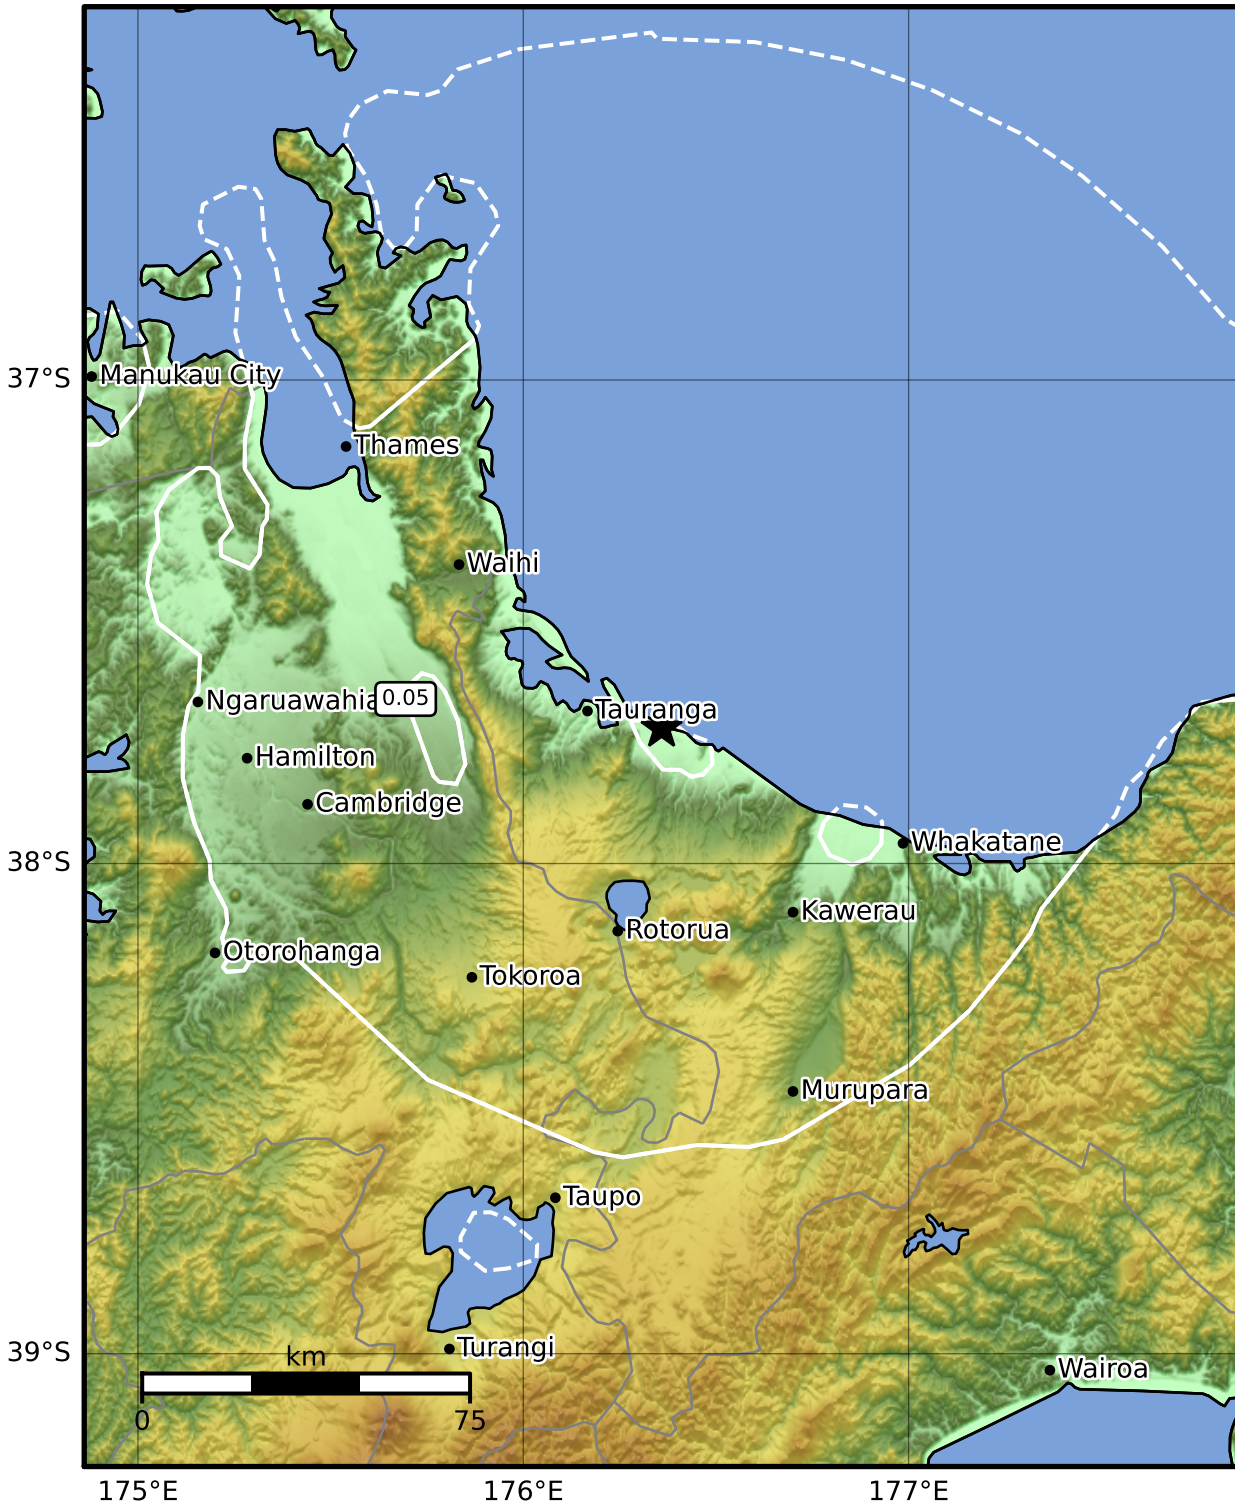 37°S
Manukau City
Thames
Waihi
Ngaruawahia
0.05
Tauranga
Hamilton
Cambridge
38°S
Whakatane
Kawerau
Rotorua
Otorohanga
Tokoroa
Murupara
Taupo
39°S
Turangi
km
Wairoa
0
75
175°E
176°E
177°E